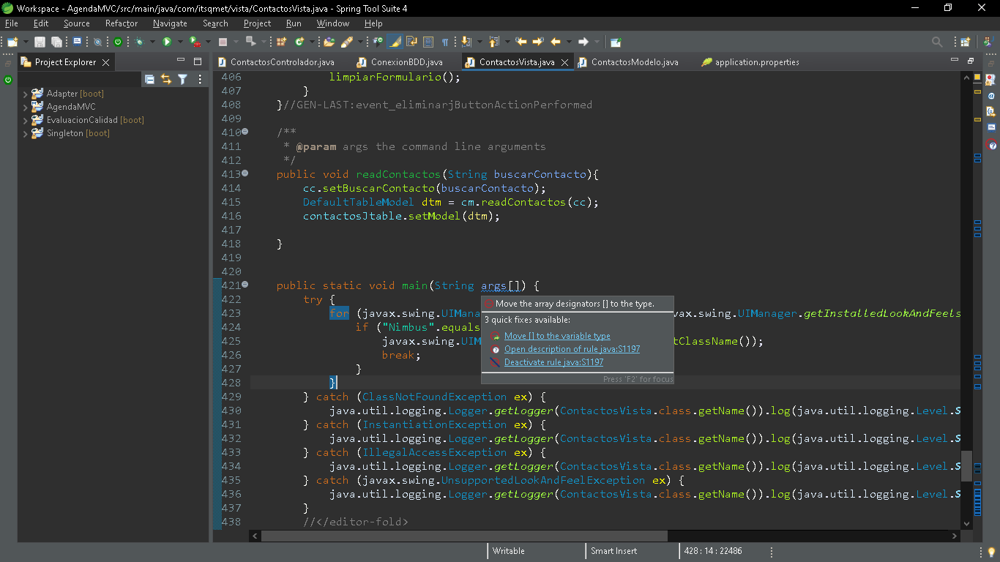 Workspace - AgendaMVC/src/main/java/com/itsqmet/vista/ContactosVista.java - Spring Tool Suite 4
File Edit Source Refactor Navigate Search Project Run Window Help
Project Explorer
ContactosControlador.java ConexionBDD.java ContactosVista.java ContactosModelo.java application.properties
Adapter [boot]
AgendaMVC
EvaluacionCalidad [boot]
Singleton [boot]
406 limpiarFormulario();
407 }
408 }//GEN-LAST:event_eliminarjButtonActionPerformed
409
410 /**
411 * @param args the command line arguments
412 */
413 public void readContactos(String buscarContacto){
414 cc.setBuscarContacto(buscarContacto);
415 DefaultTableModel dtm = cm.readContactos(cc);
416 contactosJtable.setModel(dtm);
417
418 }
419
420
421 public static void main(String args[]) {
422 try {
423 for (javax.swing.UIMana vax.swing.UIManager.getInstalledLookAndFeels
424 if ("Nimbus".equals
425 javax.swing.UIM tClassName());
426 break;
427 }
428 }
429 } catch (ClassNotFoundException ex) {
430 java.util.logging.Logger.getLogger(ContactosVista.class.getName()).log(java.util.logging.Level.S
431 } catch (InstantiationException ex) {
432 java.util.logging.Logger.getLogger(ContactosVista.class.getName()).log(java.util.logging.Level.S
433 } catch (IllegalAccessException ex) {
434 java.util.logging.Logger.getLogger(ContactosVista.class.getName()).log(java.util.logging.Level.S
435 } catch (javax.swing.UnsupportedLookAndFeelException ex) {
436 java.util.logging.Logger.getLogger(ContactosVista.class.getName()).log(java.util.logging.Level.S
437 }
438 //</editor-fold>
Move the array designators [] to the type.
3 quick fixes available:
Move [] to the variable type
Open description of rule java:S1197
Deactivate rule java:S1197
Press 'F2' for focus
Writable Smart Insert 428 : 14 : 22486